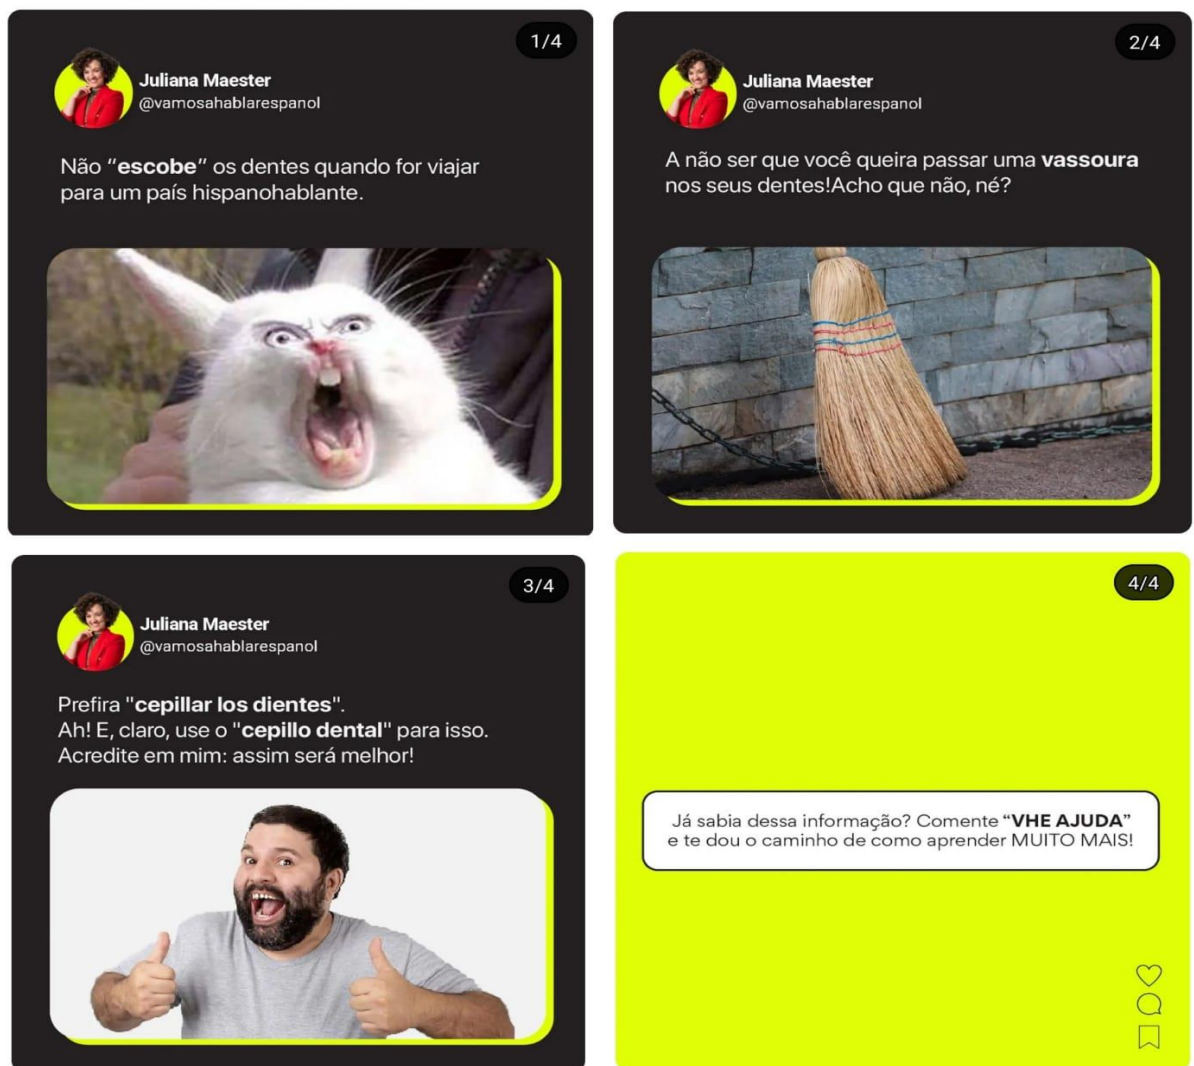 1/4
Juliana Maester
@vamosahablarespanol
Não “escobe” os dentes quando for viajar
para um país hispanohablante.
2/4
Juliana Maester
@vamosahablarespanol
A não ser que você queira passar uma vassoura
nos seus dentes!Acho que não, né?
3/4
Juliana Maester
@vamosahablarespanol
Prefira "cepillar los dientes".
Ah! E, claro, use o "cepillo dental" para isso.
Acredite em mim: assim será melhor!
4/4
Já sabia dessa informação? Comente “VHE AJUDA”
e te dou o caminho de como aprender MUITO MAIS!